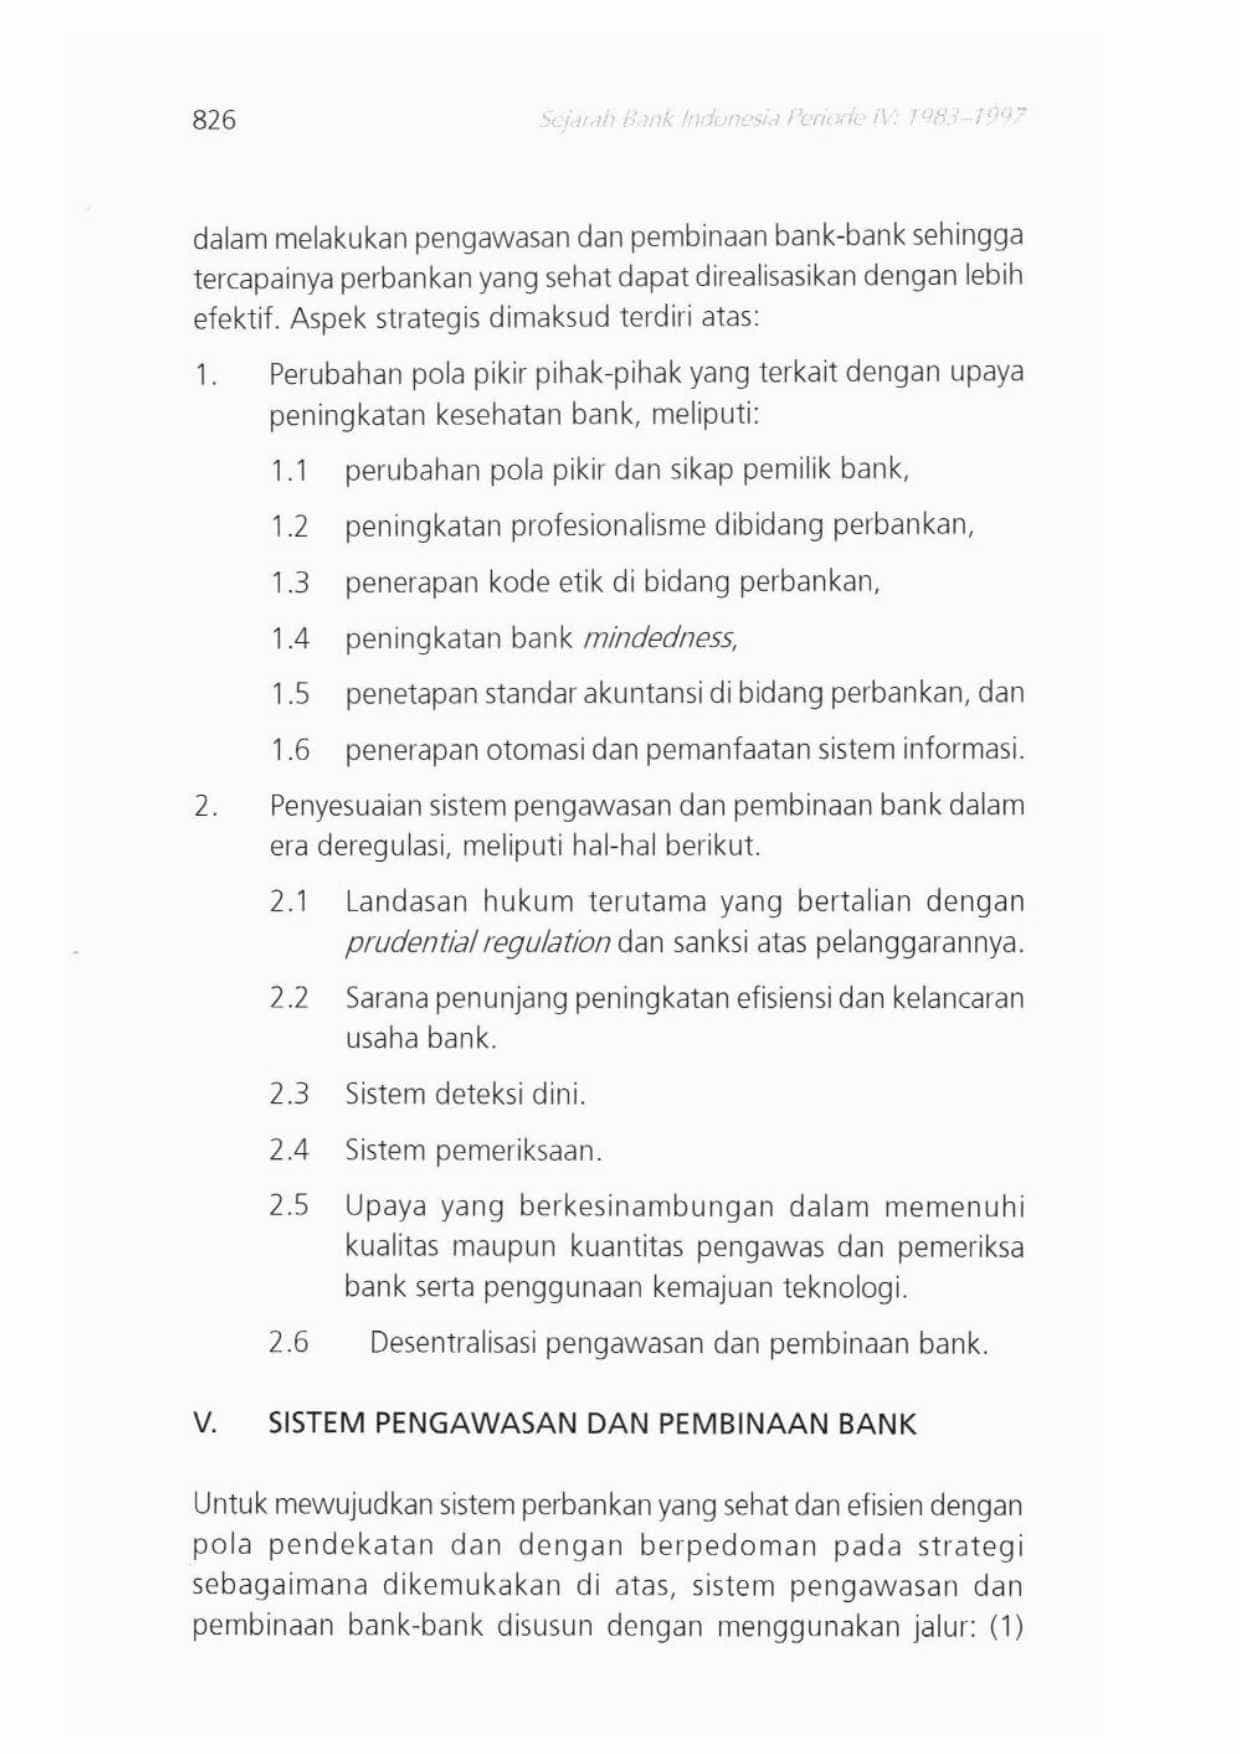 826
Sejarah Bank Indonesia Periode IV: 1983–1997
dalam melakukan pengawasan dan pembinaan bank-bank sehingga
tercapainya perbankan yang sehat dapat direalisasikan dengan lebih
efektif. Aspek strategis dimaksud terdiri atas:
1. Perubahan pola pikir pihak-pihak yang terkait dengan upaya
peningkatan kesehatan bank, meliputi:
1.1 perubahan pola pikir dan sikap pemilik bank,
1.2 peningkatan profesionalisme dibidang perbankan,
1.3 penerapan kode etik di bidang perbankan,
1.4 peningkatan bank mindedness,
1.5 penetapan standar akuntansi di bidang perbankan, dan
1.6 penerapan otomasi dan pemanfaatan sistem informasi.
2. Penyesuaian sistem pengawasan dan pembinaan bank dalam
era deregulasi, meliputi hal-hal berikut.
2.1 Landasan hukum terutama yang bertalian dengan
prudential regulation dan sanksi atas pelanggarannya.
2.2 Sarana penunjang peningkatan efisiensi dan kelancaran
usaha bank.
2.3 Sistem deteksi dini.
2.4 Sistem pemeriksaan.
2.5 Upaya yang berkesinambungan dalam memenuhi
kualitas maupun kuantitas pengawas dan pemeriksa
bank serta penggunaan kemajuan teknologi.
2.6 Desentralisasi pengawasan dan pembinaan bank.
V. SISTEM PENGAWASAN DAN PEMBINAAN BANK
Untuk mewujudkan sistem perbankan yang sehat dan efisien dengan
pola pendekatan dan dengan berpedoman pada strategi
sebagaimana dikemukakan di atas, sistem pengawasan dan
pembinaan bank-bank disusun dengan menggunakan jalur: (1)